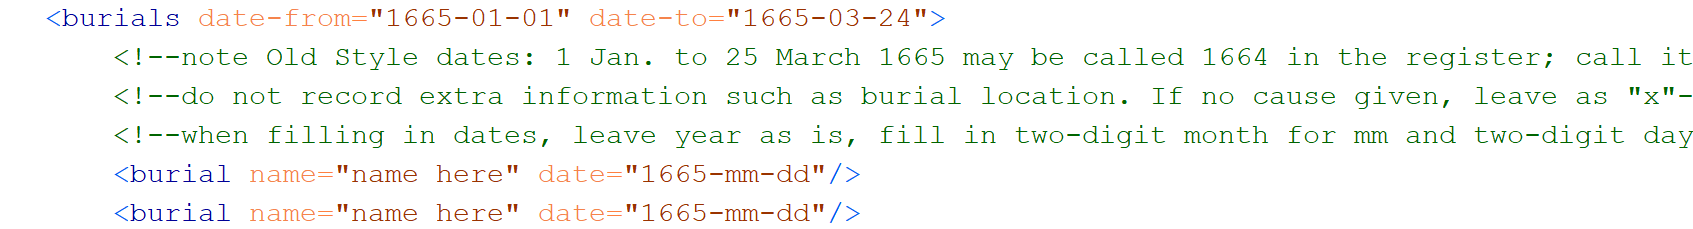 <burials date-from="1665-01-01" date-to="1665-03-24">
<!--note Old Style dates: 1 Jan. to 25 March 1665 may be called 1664 in the register; call it
<!--do not record extra information such as burial location. If no cause given, leave as "x"-
<!--when filling in dates, leave year as is, fill in two-digit month for mm and two-digit day
<burial name="name here" date="1665-mm-dd"/>
<burial name="name here" date="1665-mm-dd"/>